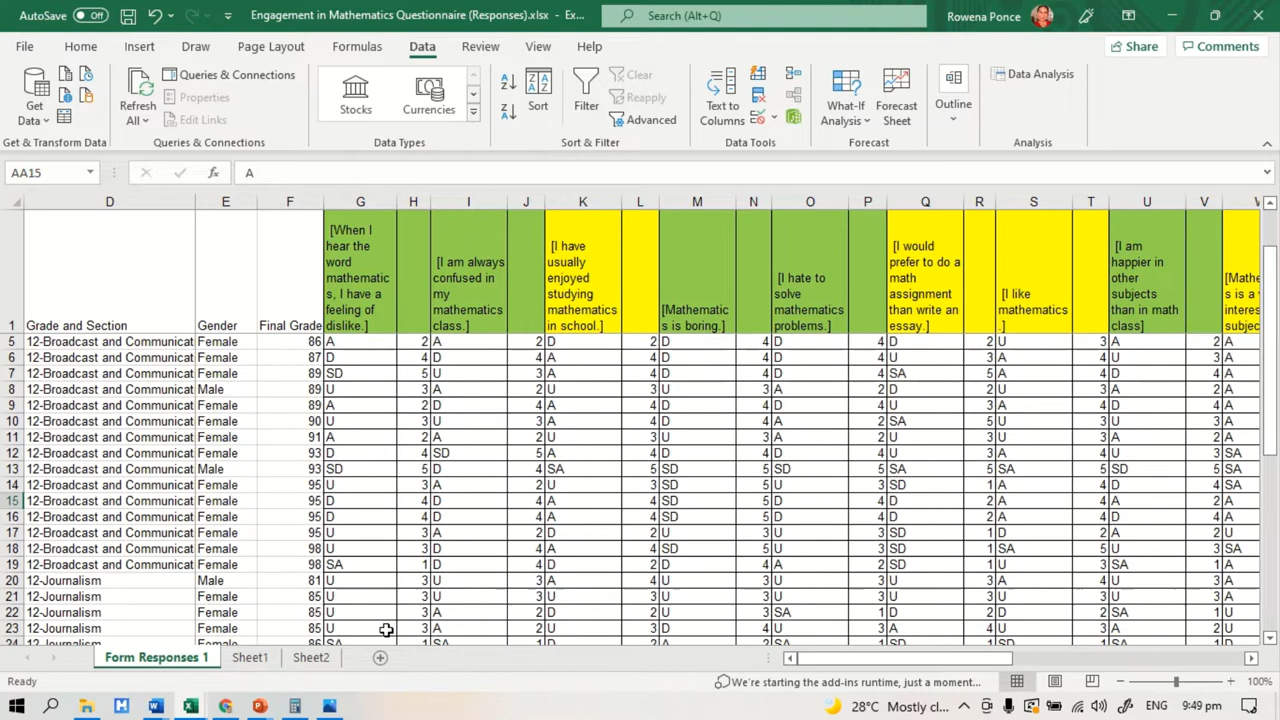 AutoSave Off Engagement in Mathematics Questionnaire (Responses).xlsx - Ex... Search (Alt+Q) Rowena Ponce
File Home Insert Draw Page Layout Formulas Data Review View Help Share Comments
Get Data Refresh All Queries & Connections Properties Edit Links Stocks Currencies Sort Filter Clear Reapply Advanced Text to Columns What-If Analysis Forecast Sheet Outline Data Analysis
Get & Transform Data Queries & Connections Data Types Sort & Filter Data Tools Forecast Analysis
AA15 fx A
D E F G H I J K L M N O P Q R S T U V W
1 Grade and Section Gender Final Grade [When I hear the word mathematics, I have a feeling of dislike.] [I am always confused in my mathematics class.] [I have usually enjoyed studying mathematics in school.] [Mathematics is boring.] [I hate to solve mathematics problems.] [I would prefer to do a math assignment than write an essay.] [I like mathematics.] [I am happier in other subjects than in math class] [Mathe s is a v interes subjec
5 12-Broadcast and Communicat Female 86 A 2 A 2 D 2 D 4 D 4 D 2 U 3 A 2 A
6 12-Broadcast and Communicat Female 87 D 4 D 4 A 4 D 4 D 4 U 3 A 4 U 3 A
7 12-Broadcast and Communicat Female 89 SD 5 U 3 A 4 D 4 D 4 SA 5 A 4 U 3 A
8 12-Broadcast and Communicat Male 89 U 3 A 2 U 3 U 3 A 2 D 2 U 3 A 2 A
9 12-Broadcast and Communicat Female 89 A 2 D 4 A 4 D 4 D 4 U 3 A 4 D 4 A
10 12-Broadcast and Communicat Female 90 U 3 U 3 A 4 D 4 A 2 SA 5 U 3 U 3 A
11 12-Broadcast and Communicat Female 91 A 2 A 2 U 3 U 3 A 2 U 3 U 3 A 2 U
12 12-Broadcast and Communicat Female 93 D 4 SD 5 A 4 D 4 D 4 U 3 A 4 U 3 SA
13 12-Broadcast and Communicat Male 93 SD 5 D 4 SA 5 SD 5 SD 5 SA 5 SA 5 SD 5 SA
14 12-Broadcast and Communicat Female 95 U 3 A 2 U 3 SD 5 U 3 SD 1 A 4 D 4 SA
15 12-Broadcast and Communicat Female 95 D 4 D 4 A 4 SD 5 D 4 D 2 A 4 A 2 A
16 12-Broadcast and Communicat Female 95 D 4 D 4 A 4 SD 5 D 4 D 2 A 4 D 4 A
17 12-Broadcast and Communicat Female 95 U 3 A 2 U 3 U 3 U 3 SD 1 D 2 U 3 U
18 12-Broadcast and Communicat Female 98 U 3 D 4 A 4 SD 5 U 3 SD 1 SA 5 U 3 SA
19 12-Broadcast and Communicat Female 98 SA 1 D 4 A 4 D 4 A 2 SD 1 U 3 SA 1 A
20 12-Journalism Male 81 U 3 U 3 A 4 U 3 U 3 U 3 A 4 U 3 U
21 12-Journalism Female 85 U 3 U 3 U 3 U 3 U 3 U 3 U 3 U 3 U
22 12-Journalism Female 85 U 3 A 2 D 2 U 3 SA 1 D 2 D 2 SA 1 U
23 12-Journalism Female 85 U 3 A 2 U 3 D 4 U 3 A 4 U 3 A 2 U
24 12-Journalism Female 86 SA 1 SA 1 D 2 A 2 SA 1 SD 1 SD 1 SA 1 U
Form Responses 1 Sheet1 Sheet2
Ready We're starting the add-ins runtime, just a moment... 100%
28°C Mostly cl... ENG 9:49 PM